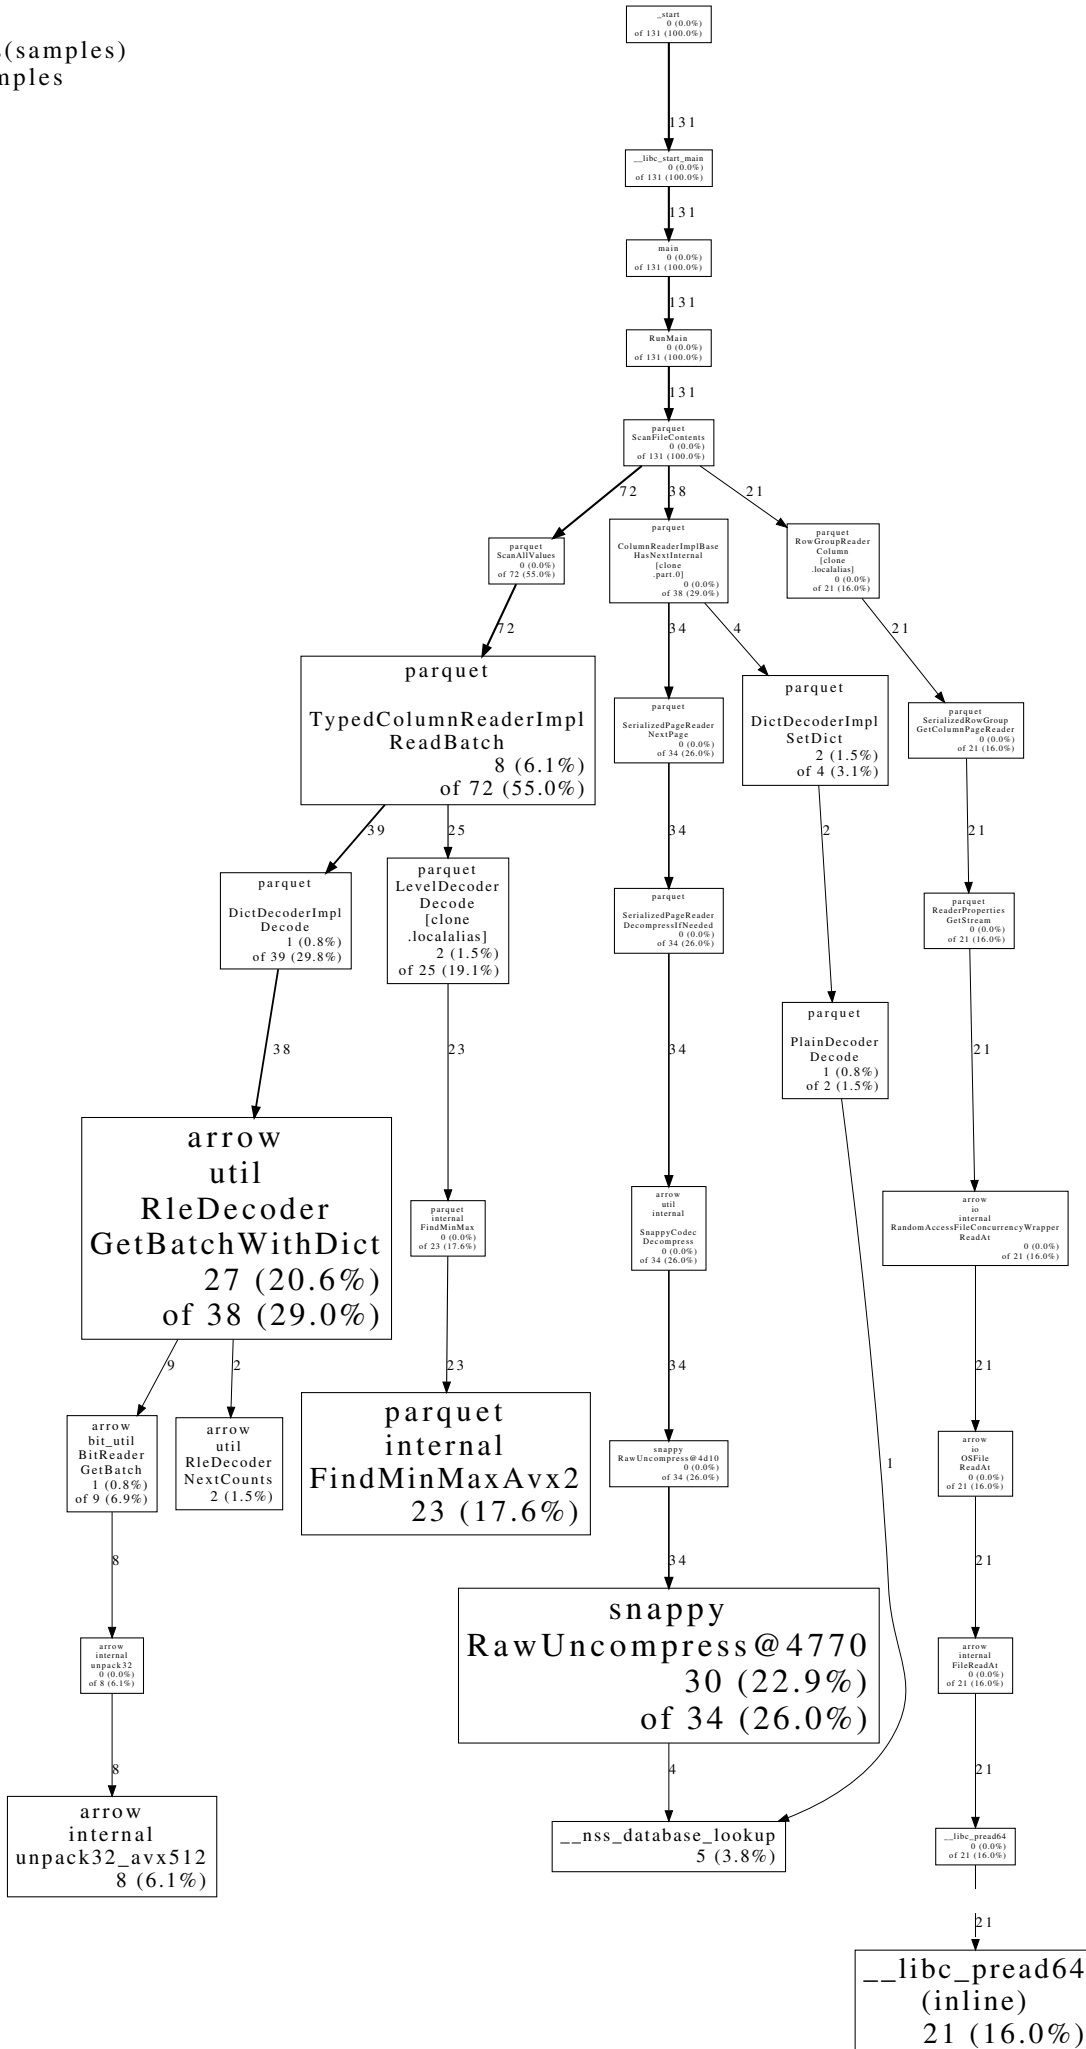 _start
0 (0.0%)
of 131 (100.0%)
(samples)
131
__libc_start_main
0 (0.0%)
of 131 (100.0%)
131
main
0 (0.0%)
of 131 (100.0%)
131
RunMain
0 (0.0%)
of 131 (100.0%)
131
parquet
ScanFileContents
0 (0.0%)
of 131 (100.0%)
72
38
21
parquet
ScanAllValues
0 (0.0%)
of 72 (55.0%)
parquet
ColumnReaderImplBase
HasNextInternal
[clone
.part.0]
0 (0.0%)
of 38 (29.0%)
parquet
RowGroupReader
Column
[clone
.localalias]
0 (0.0%)
of 21 (16.0%)
72
34
4
21
parquet
TypedColumnReaderImpl
ReadBatch
8 (6.1%)
of 72 (55.0%)
parquet
SerializedPageReader
NextPage
0 (0.0%)
of 34 (26.0%)
parquet
DictDecoderImpl
SetDict
2 (1.5%)
of 4 (3.1%)
parquet
SerializedRowGroup
GetColumnPageReader
0 (0.0%)
of 21 (16.0%)
39
25
34
2
21
parquet
DictDecoderImpl
Decode
1 (0.8%)
of 39 (29.8%)
parquet
LevelDecoder
Decode
[clone
.localalias]
2 (1.5%)
of 25 (19.1%)
parquet
SerializedPageReader
DecompressIfNeeded
0 (0.0%)
of 34 (26.0%)
parquet
ReaderProperties
GetStream
0 (0.0%)
of 21 (16.0%)
parquet
PlainDecoder
Decode
1 (0.8%)
of 2 (1.5%)
38
23
34
21
arrow
util
RleDecoder
GetBatchWithDict
27 (20.6%)
of 38 (29.0%)
parquet
internal
FindMinMax
0 (0.0%)
of 23 (17.6%)
arrow
util
internal
SnappyCodec
Decompress
0 (0.0%)
of 34 (26.0%)
arrow
io
internal
RandomAccessFileConcurrencyWrapper
ReadAt
0 (0.0%)
of 21 (16.0%)
9
2
23
34
21
arrow
bit_util
BitReader
GetBatch
1 (0.8%)
of 9 (6.9%)
arrow
util
RleDecoder
NextCounts
2 (1.5%)
parquet
internal
FindMinMaxAvx2
23 (17.6%)
snappy
RawUncompress@4d10
0 (0.0%)
of 34 (26.0%)
1
arrow
io
OSFile
ReadAt
0 (0.0%)
of 21 (16.0%)
8
34
21
arrow
internal
unpack32
0 (0.0%)
of 8 (6.1%)
snappy
RawUncompress@4770
30 (22.9%)
of 34 (26.0%)
arrow
internal
FileReadAt
0 (0.0%)
of 21 (16.0%)
8
4
21
arrow
internal
unpack32_avx512
8 (6.1%)
__nss_database_lookup
5 (3.8%)
__libc_pread64
0 (0.0%)
of 21 (16.0%)
21
__libc_pread64
(inline)
21 (16.0%)